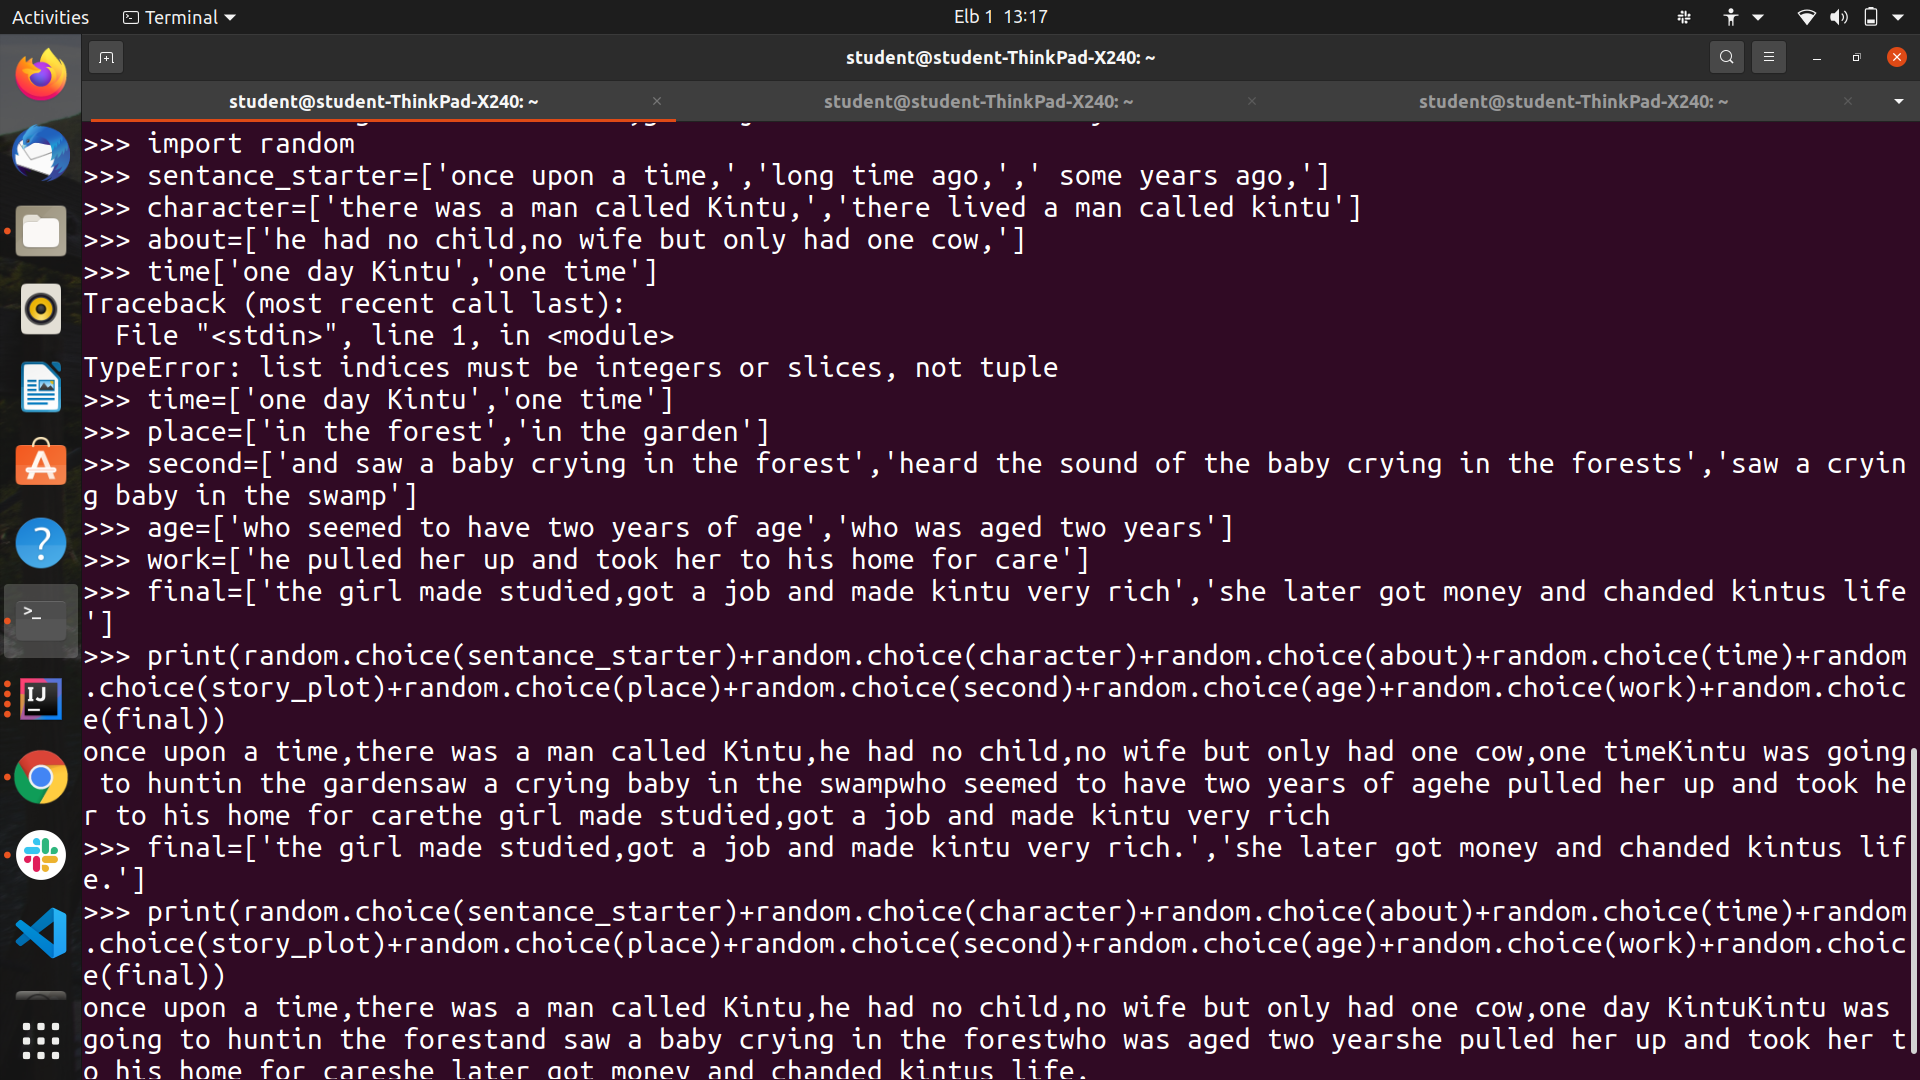 Activities
Terminal
Elb 1 13:17
student@student-ThinkPad-X240: ~
student@student-ThinkPad-X240: ~
student@student-ThinkPad-X240: ~
student@student-ThinkPad-X240: ~
>>> import random
>>> sentance_starter=['once upon a time,','long time ago,',' some years ago,']
>>> character=['there was a man called Kintu,','there lived a man called kintu']
>>> about=['he had no child,no wife but only had one cow,']
>>> time['one day Kintu','one time']
Traceback (most recent call last):
  File "<stdin>", line 1, in <module>
TypeError: list indices must be integers or slices, not tuple
>>> time=['one day Kintu','one time']
>>> place=['in the forest','in the garden']
>>> second=['and saw a baby crying in the forest','heard the sound of the baby crying in the forests','saw a cryin
g baby in the swamp']
>>> age=['who seemed to have two years of age','who was aged two years']
>>> work=['he pulled her up and took her to his home for care']
>>> final=['the girl made studied,got a job and made kintu very rich','she later got money and chanded kintus life
']
>>> print(random.choice(sentance_starter)+random.choice(character)+random.choice(about)+random.choice(time)+random
.choice(story_plot)+random.choice(place)+random.choice(second)+random.choice(age)+random.choice(work)+random.choic
e(final))
once upon a time,there was a man called Kintu,he had no child,no wife but only had one cow,one timeKintu was going
 to huntin the gardensaw a crying baby in the swampwho seemed to have two years of agehe pulled her up and took he
r to his home for carethe girl made studied,got a job and made kintu very rich
>>> final=['the girl made studied,got a job and made kintu very rich.','she later got money and chanded kintus lif
e.']
>>> print(random.choice(sentance_starter)+random.choice(character)+random.choice(about)+random.choice(time)+random
.choice(story_plot)+random.choice(place)+random.choice(second)+random.choice(age)+random.choice(work)+random.choic
e(final))
once upon a time,there was a man called Kintu,he had no child,no wife but only had one cow,one day KintuKintu was
going to huntin the forestand saw a baby crying in the forestwho was aged two yearshe pulled her up and took her t
o his home for careshe later got money and chanded kintus life.